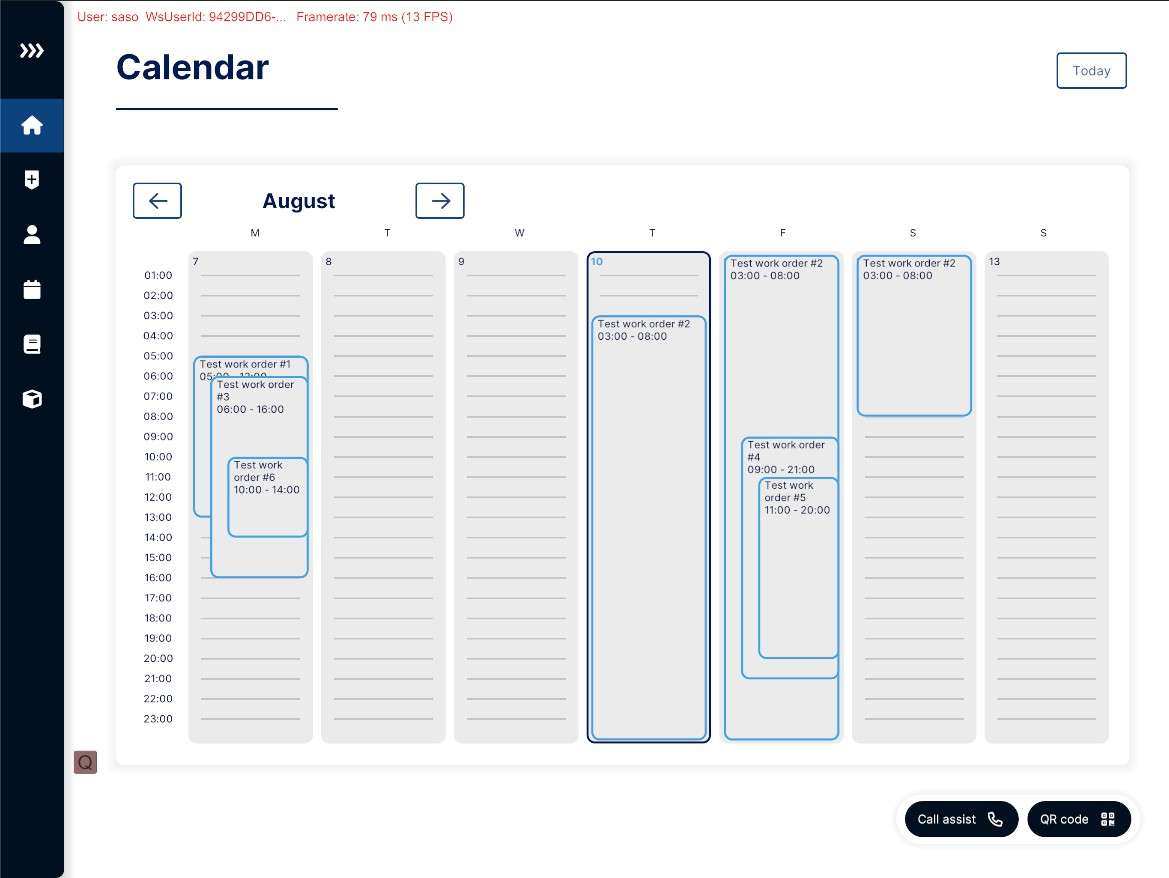 User: saso WsUserId: 94299DD6-... Framerate: 79 ms (13 FPS)
Calendar
Today
August
M T W T F S S
7 8 9 10 13
01:00
02:00
03:00
04:00
05:00
06:00
07:00
08:00
09:00
10:00
11:00
12:00
13:00
14:00
15:00
16:00
17:00
18:00
19:00
20:00
21:00
22:00
23:00
Test work order #1
05:00 - 13:00
Test work order
#3
06:00 - 16:00
Test work
order #6
10:00 - 14:00
Test work order #2
03:00 - 08:00
Test work order #2
03:00 - 08:00
Test work order
#4
09:00 - 21:00
Test work
order #5
11:00 - 20:00
Test work order #2
03:00 - 08:00
Q
Call assist
QR code